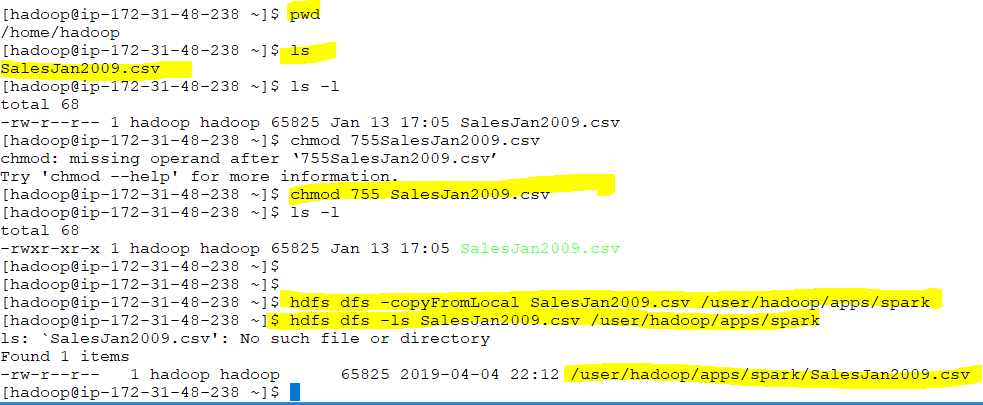 [hadoop@ip-172-31-48-238 ~]$ pwd
/home/hadoop
[hadoop@ip-172-31-48-238 ~]$ ls
SalesJan2009.csv
[hadoop@ip-172-31-48-238 ~]$ ls -l
total 68
-rw-r--r-- 1 hadoop hadoop 65825 Jan 13 17:05 SalesJan2009.csv
[hadoop@ip-172-31-48-238 ~]$ chmod 755SalesJan2009.csv
chmod: missing operand after ‘755SalesJan2009.csv’
Try 'chmod --help' for more information.
[hadoop@ip-172-31-48-238 ~]$ chmod 755 SalesJan2009.csv
[hadoop@ip-172-31-48-238 ~]$ ls -l
total 68
-rwxr-xr-x 1 hadoop hadoop 65825 Jan 13 17:05 SalesJan2009.csv
[hadoop@ip-172-31-48-238 ~]$
[hadoop@ip-172-31-48-238 ~]$
[hadoop@ip-172-31-48-238 ~]$ hdfs dfs -copyFromLocal SalesJan2009.csv /user/hadoop/apps/spark
[hadoop@ip-172-31-48-238 ~]$ hdfs dfs -ls SalesJan2009.csv /user/hadoop/apps/spark
ls: `SalesJan2009.csv': No such file or directory
Found 1 items
-rw-r--r--   1 hadoop hadoop      65825 2019-04-04 22:12 /user/hadoop/apps/spark/SalesJan2009.csv
[hadoop@ip-172-31-48-238 ~]$